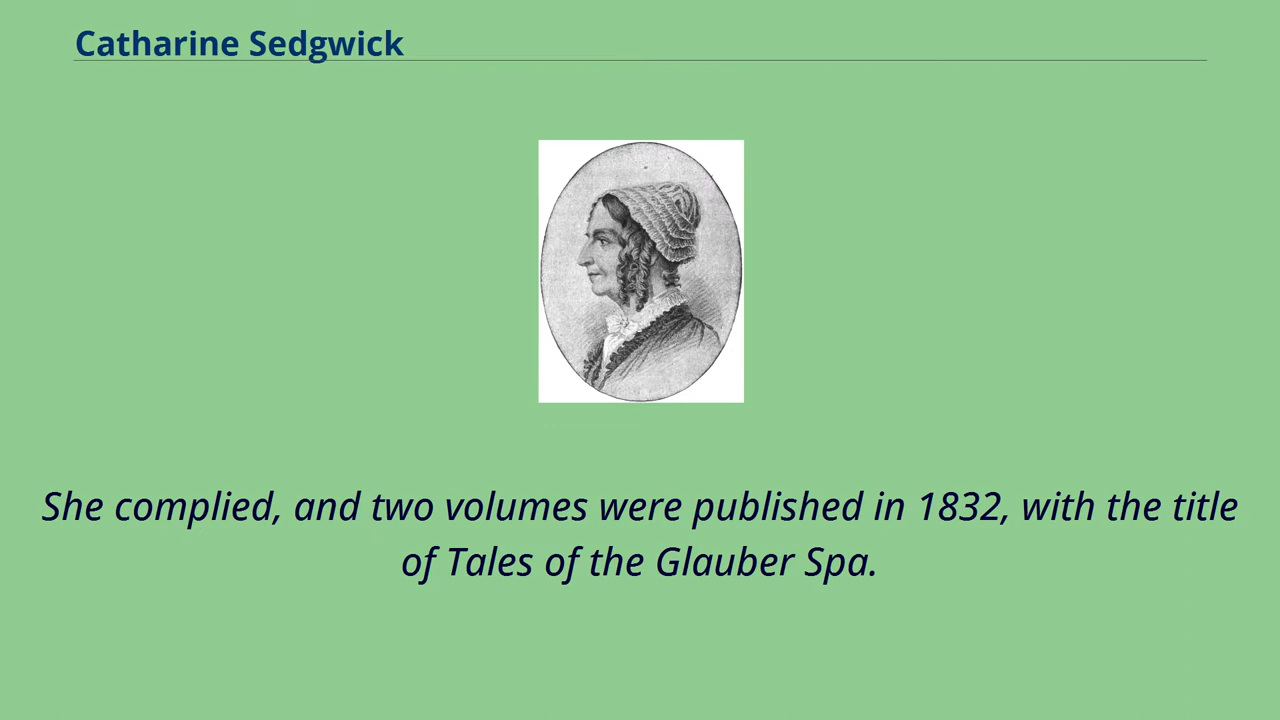 Catharine Sedgwick
She complied, and two volumes were published in 1832, with the title
of Tales of the Glauber Spa.